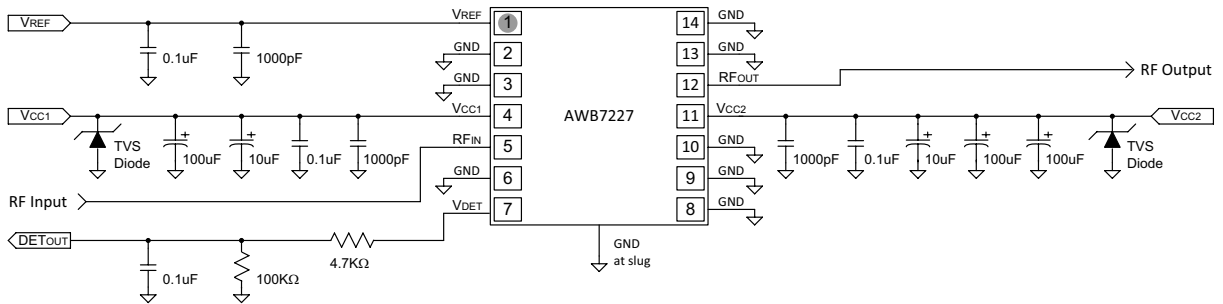 VREF
VREF
1
14
GND
0.1uF
1000pF
GND
2
13
GND
GND
3
12
RFOUT
RF Output
VCC1
VCC1
4
AWB7227
11
VCC2
VCC2
TVS
Diode
+
100uF
+
10uF
0.1uF
1000pF
RFIN
5
10
GND
1000pF
0.1uF
+
10uF
+
100uF
+
100uF
TVS
Diode
GND
6
9
GND
RF Input
VDET
7
8
GND
DETOUT
4.7KΩ
GND
at slug
0.1uF
100KΩ